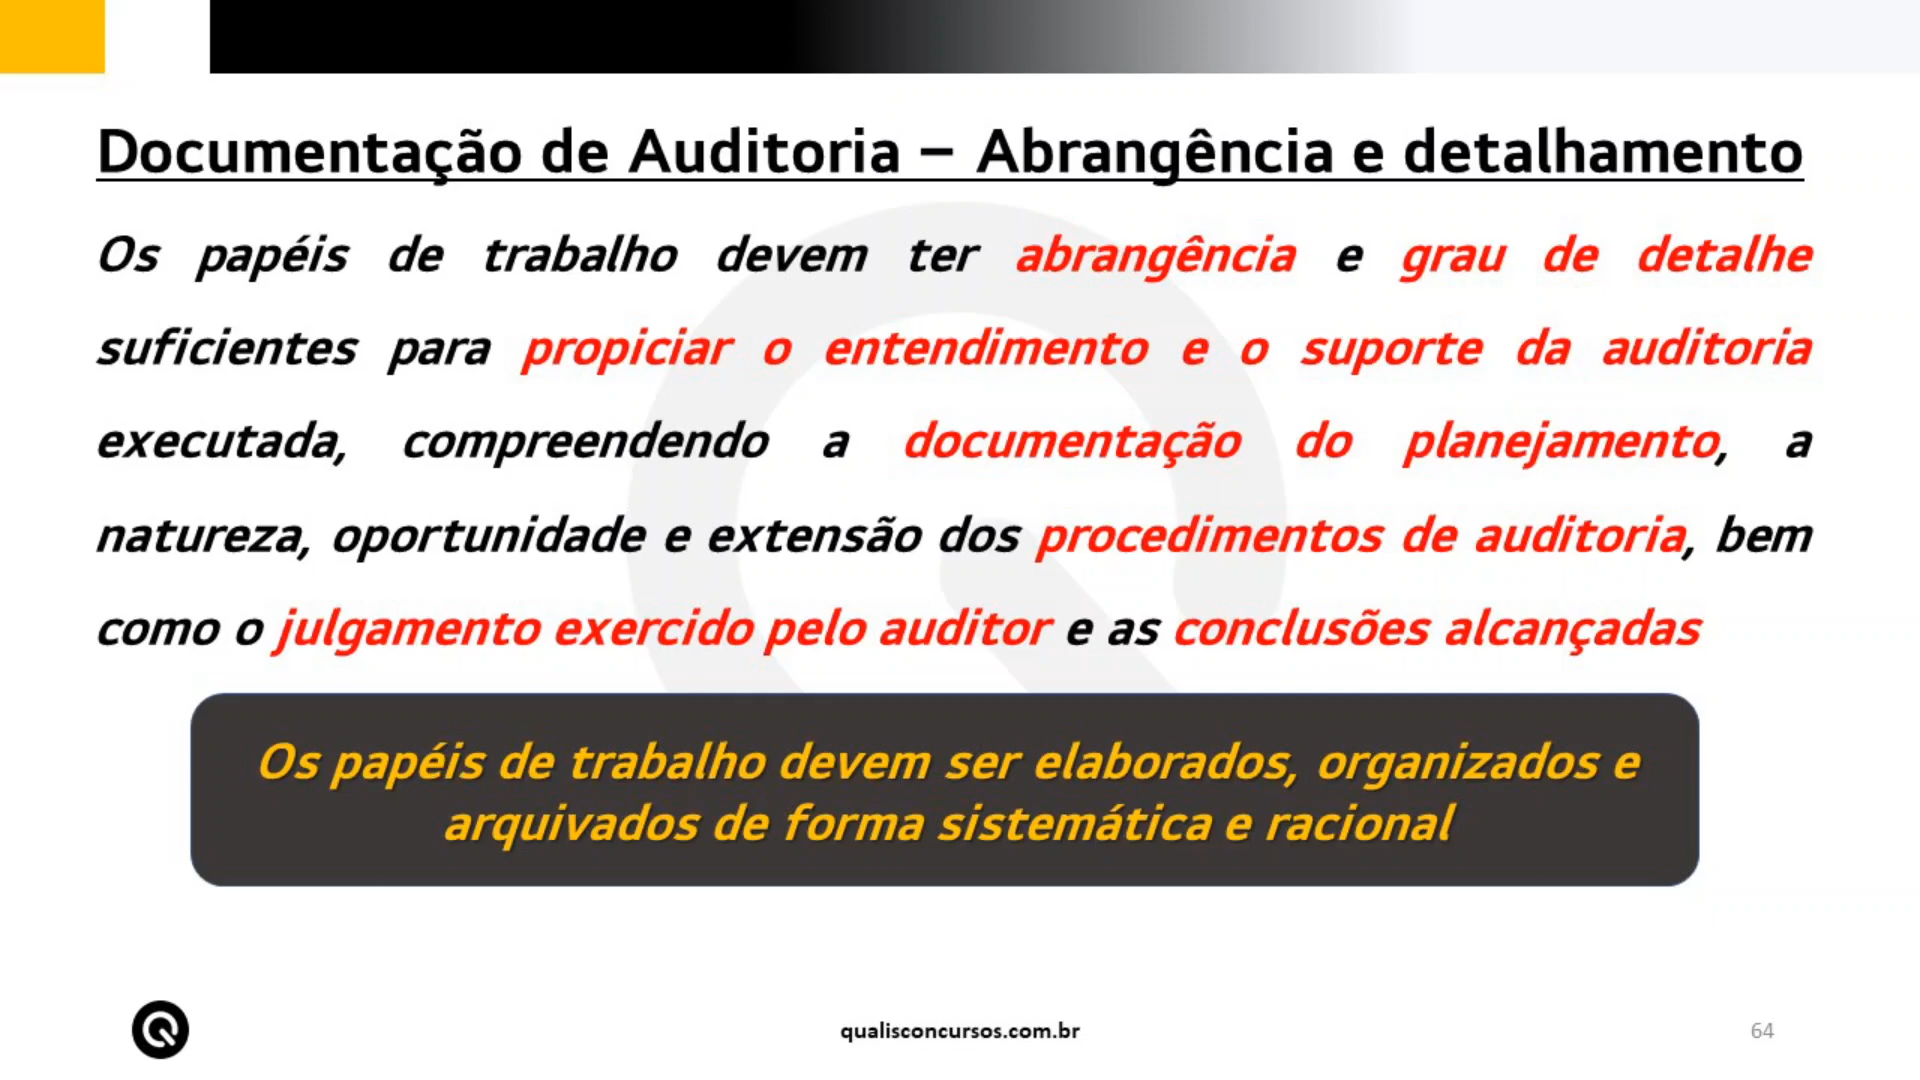 Documentação de Auditoria – Abrangência e detalhamento
Os papéis de trabalho devem ter abrangência e grau de detalhe
suficientes para propiciar o entendimento e o suporte da auditoria
executada, compreendendo a documentação do planejamento, a
natureza, oportunidade e extensão dos procedimentos de auditoria, bem
como o julgamento exercido pelo auditor e as conclusões alcançadas
Os papéis de trabalho devem ser elaborados, organizados e
arquivados de forma sistemática e racional
qualisconcursos.com.br
64